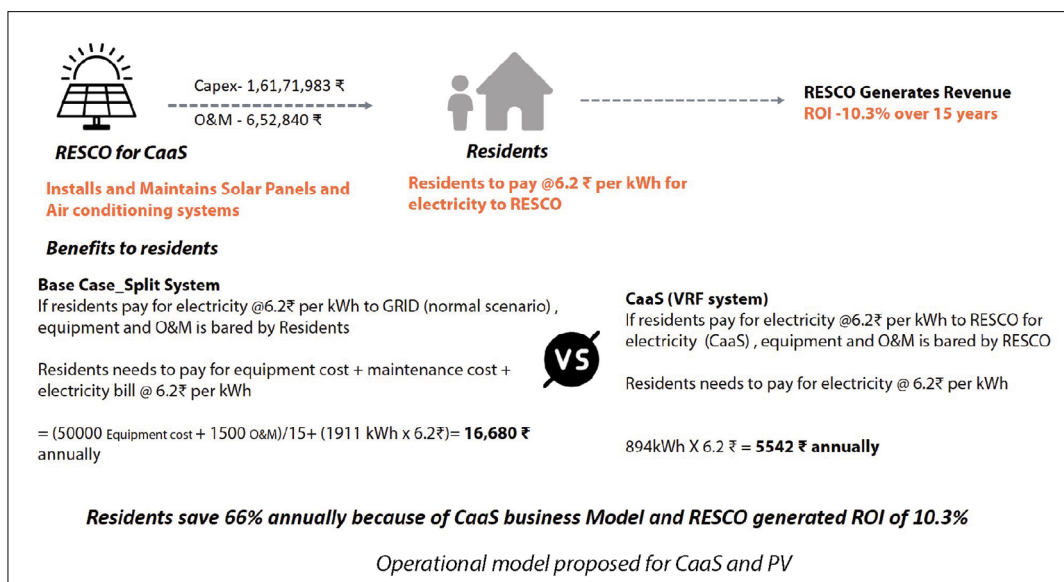 Capex- 1,61,71,983 ₹
O&M - 6,52,840 ₹
RESCO for CaaS
Installs and Maintains Solar Panels and
Air conditioning systems
Residents
Residents to pay @6.2 ₹ per kWh for
electricity to RESCO
RESCO Generates Revenue
ROI -10.3% over 15 years
Benefits to residents
Base Case_Split System
If residents pay for electricity @6.2₹ per kWh to GRID (normal scenario) ,
equipment and O&M is bared by Residents
Residents needs to pay for equipment cost + maintenance cost +
electricity bill @ 6.2₹ per kWh
= (50000 Equipment cost + 1500 O&M)/15+ (1911 kWh x 6.2₹)= 16,680 ₹
annually
VS
CaaS (VRF system)
If residents pay for electricity @6.2₹ per kWh to RESCO for
electricity (CaaS) , equipment and O&M is bared by RESCO
Residents needs to pay for electricity @ 6.2₹ per kWh
894kWh X 6.2 ₹ = 5542 ₹ annually
Residents save 66% annually because of CaaS business Model and RESCO generated ROI of 10.3%
Operational model proposed for CaaS and PV